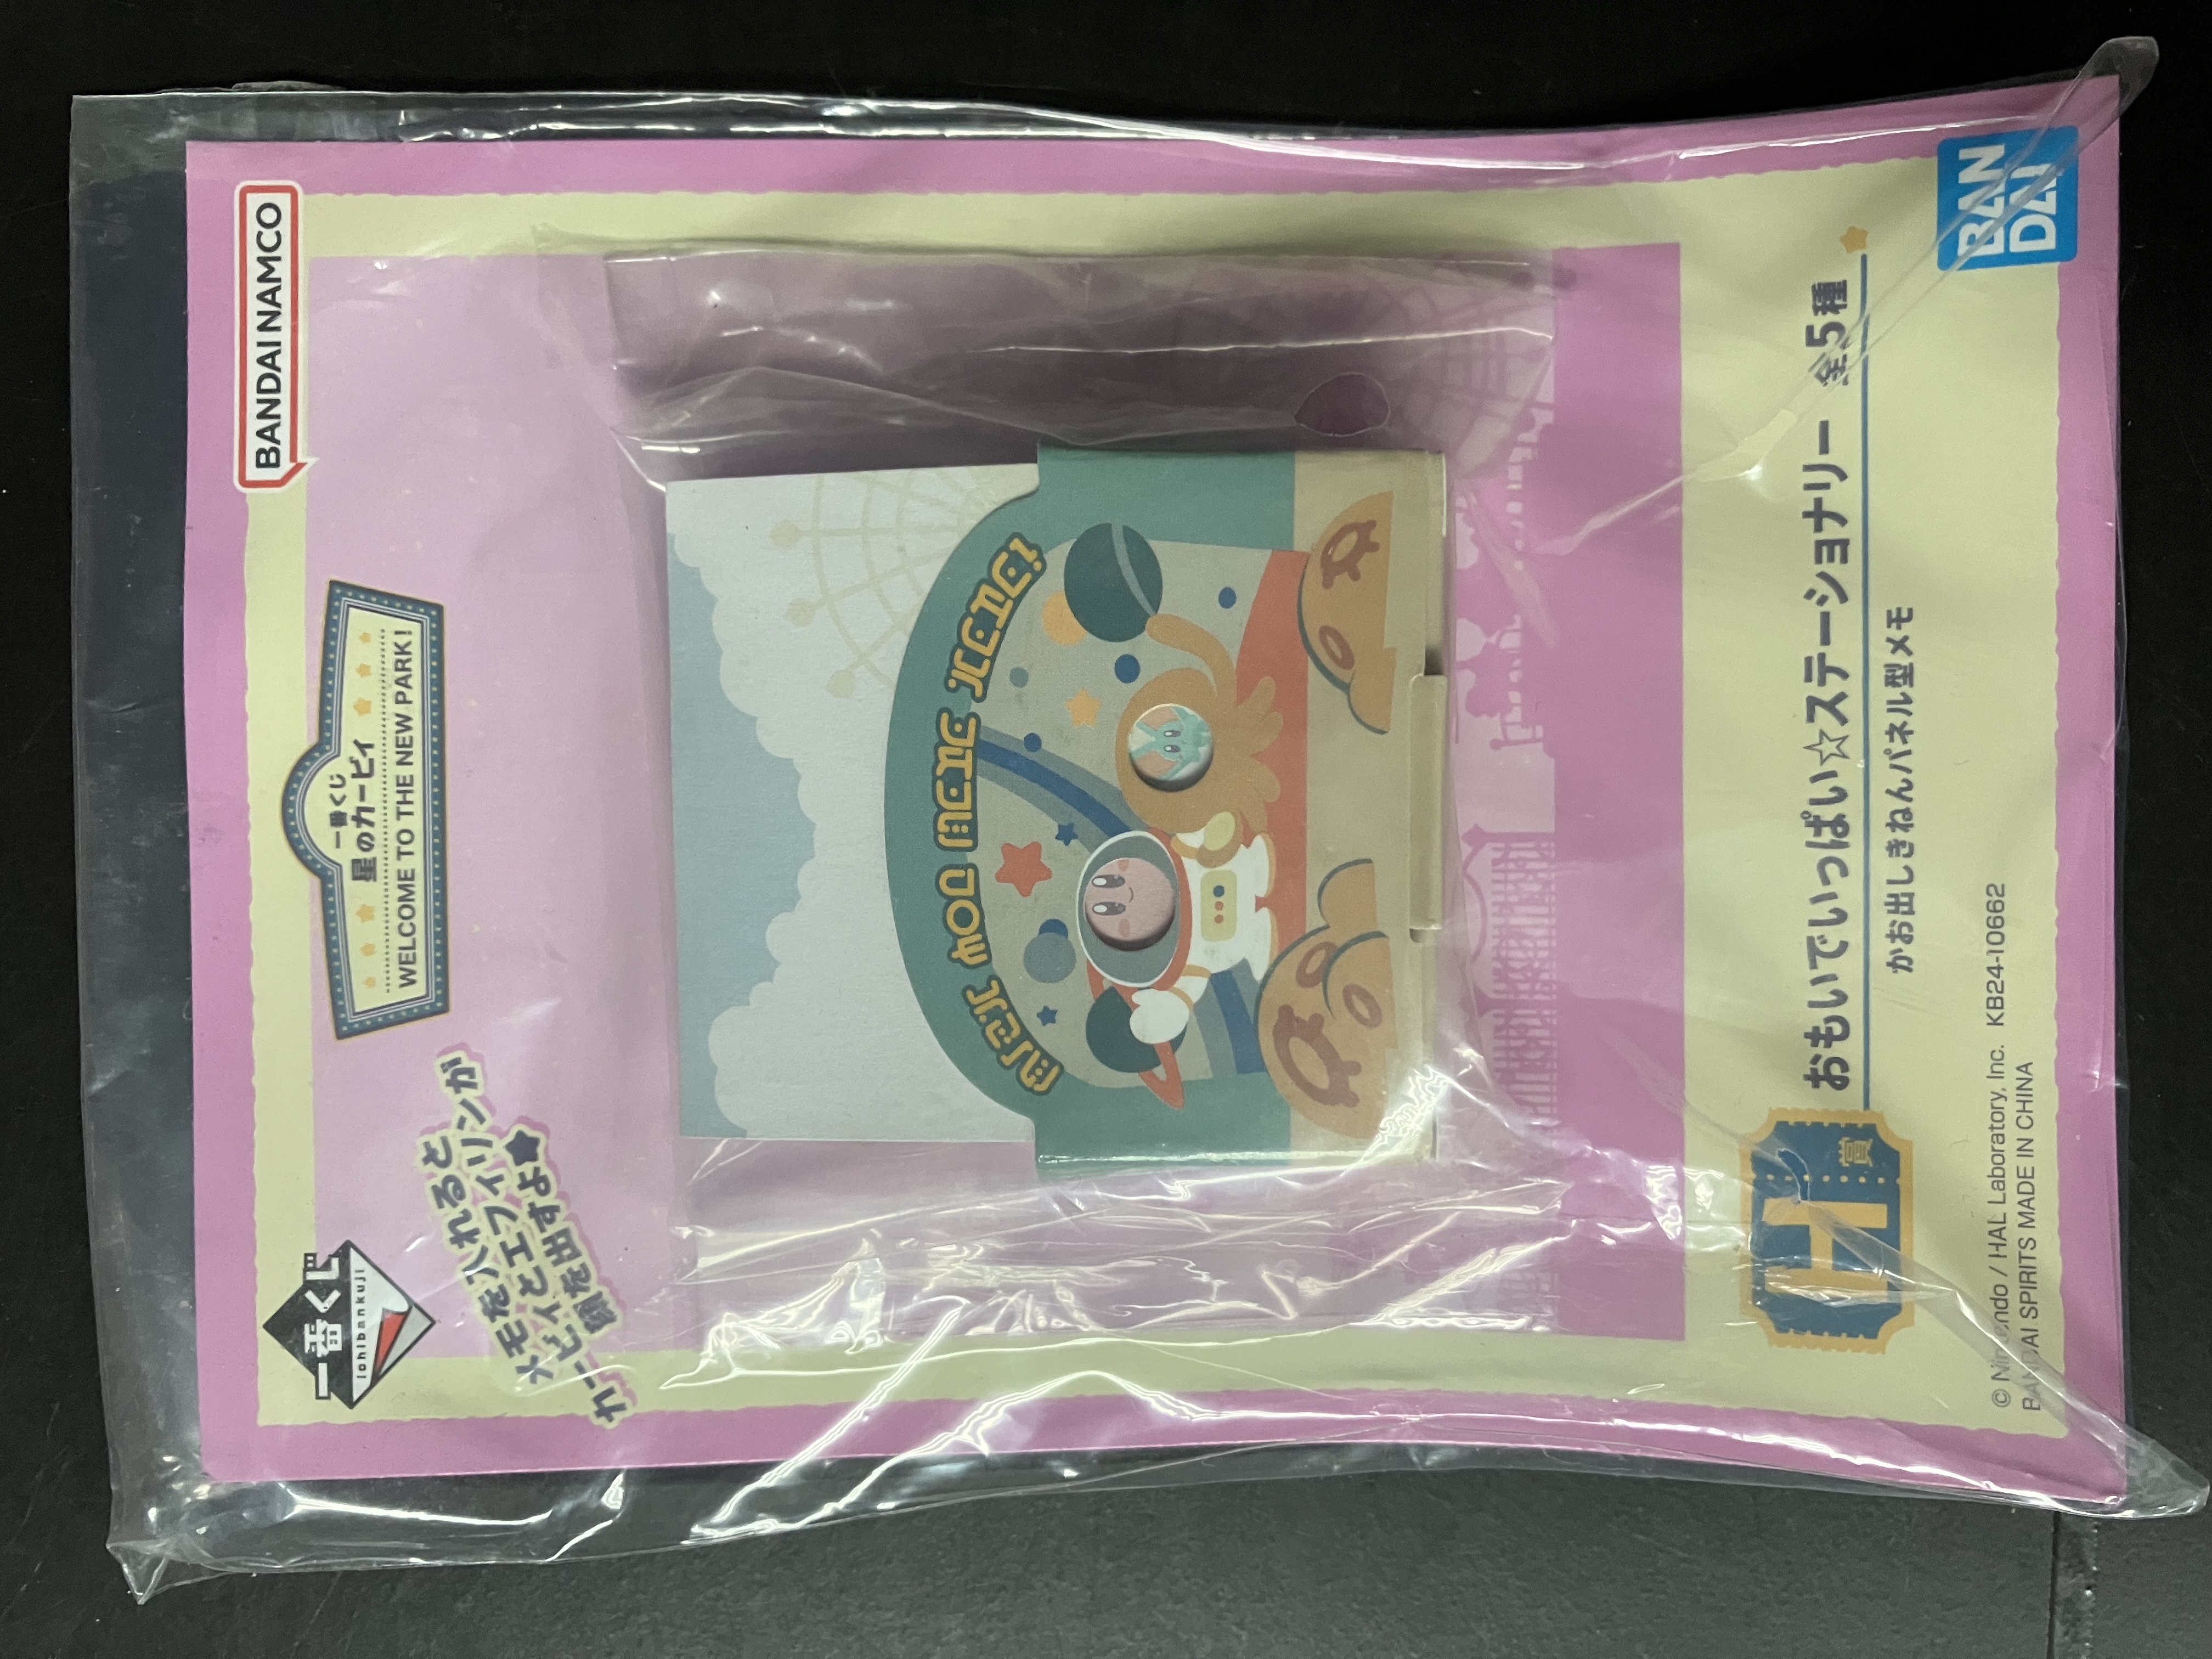 BANDAI NAMCO
一番くじ
ichibankuji
一番くじ
星のカービィ
WELCOME TO THE NEW PARK!
メモを入れると
カービィとエフィリンが
顔を出すよ★
H賞
おもいでいっぱい☆ステーショナリー 全5種
かお出しきねんパネル型メモ
© Nintendo / HAL Laboratory, Inc. KB24-10662
BANDAI SPIRITS MADE IN CHINA
BAN
DAI